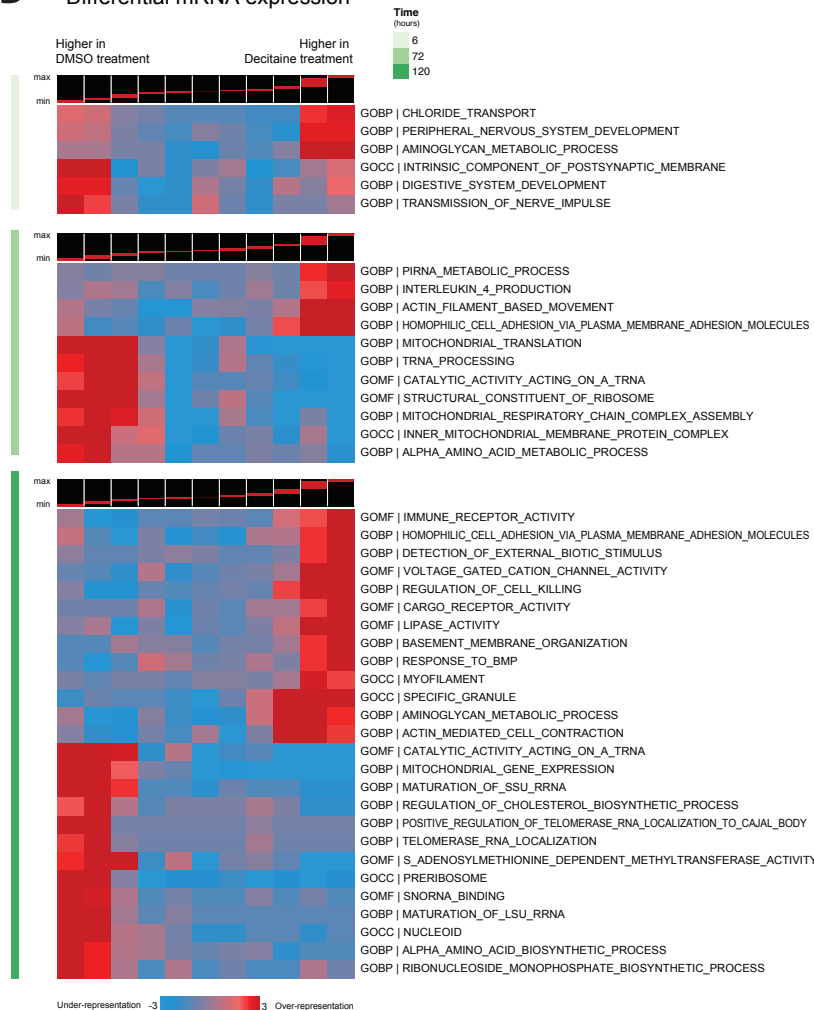 Differential mRNA expression
Time
(hours)
6
72
120
Higher in
DMSO treatment
Higher in
Decitaine treatment
max
min
GOBP | CHLORIDE_TRANSPORT
GOBP | PERIPHERAL_NERVOUS_SYSTEM_DEVELOPMENT
GOBP | AMINOGLYCAN_METABOLIC_PROCESS
GOCC | INTRINSIC_COMPONENT_OF_POSTSYNAPTIC_MEMBRANE
GOBP | DIGESTIVE_SYSTEM_DEVELOPMENT
GOBP | TRANSMISSION_OF_NERVE_IMPULSE
max
min
GOBP | PIRNA_METABOLIC_PROCESS
GOBP | INTERLEUKIN_4_PRODUCTION
GOBP | ACTIN_FILAMENT_BASED_MOVEMENT
GOBP | HOMOPHILIC_CELL_ADHESION_VIA_PLASMA_MEMBRANE_ADHESION_MOLECULES
GOBP | MITOCHONDRIAL_TRANSLATION
GOBP | TRNA_PROCESSING
GOMF | CATALYTIC_ACTIVITY_ACTING_ON_A_TRNA
GOMF | STRUCTURAL_CONSTITUENT_OF_RIBOSOME
GOBP | MITOCHONDRIAL_RESPIRATORY_CHAIN_COMPLEX_ASSEMBLY
GOCC | INNER_MITOCHONDRIAL_MEMBRANE_PROTEIN_COMPLEX
GOBP | ALPHA_AMINO_ACID_METABOLIC_PROCESS
max
min
GOMF | IMMUNE_RECEPTOR_ACTIVITY
GOBP | HOMOPHILIC_CELL_ADHESION_VIA_PLASMA_MEMBRANE_ADHESION_MOLECULES
GOBP | DETECTION_OF_EXTERNAL_BIOTIC_STIMULUS
GOMF | VOLTAGE_GATED_CATION_CHANNEL_ACTIVITY
GOBP | REGULATION_OF_CELL_KILLING
GOMF | CARGO_RECEPTOR_ACTIVITY
GOMF | LIPASE_ACTIVITY
GOBP | BASEMENT_MEMBRANE_ORGANIZATION
GOBP | RESPONSE_TO_BMP
GOCC | MYOFILAMENT
GOCC | SPECIFIC_GRANULE
GOBP | AMINOGLYCAN_METABOLIC_PROCESS
GOBP | ACTIN_MEDIATED_CELL_CONTRACTION
GOMF | CATALYTIC_ACTIVITY_ACTING_ON_A_TRNA
GOBP | MITOCHONDRIAL_GENE_EXPRESSION
GOBP | MATURATION_OF_SSU_RRNA
GOBP | REGULATION_OF_CHOLESTEROL_BIOSYNTHETIC_PROCESS
GOBP | POSITIVE_REGULATION_OF_TELOMERASE_RNA_LOCALIZATION_TO_CAJAL_BODY
GOBP | TELOMERASE_RNA_LOCALIZATION
GOMF | S_ADENOSYLMETHIONINE_DEPENDENT_METHYLTRANSFERASE_ACTIVITY
GOCC | PRERIBOSOME
GOMF | SNORNA_BINDING
GOBP | MATURATION_OF_LSU_RRNA
GOCC | NUCLEOID
GOBP | ALPHA_AMINO_ACID_BIOSYNTHETIC_PROCESS
GOBP | RIBONUCLEOSIDE_MONOPHOSPHATE_BIOSYNTHETIC_PROCESS
Under-representation -3 3 Over-representation